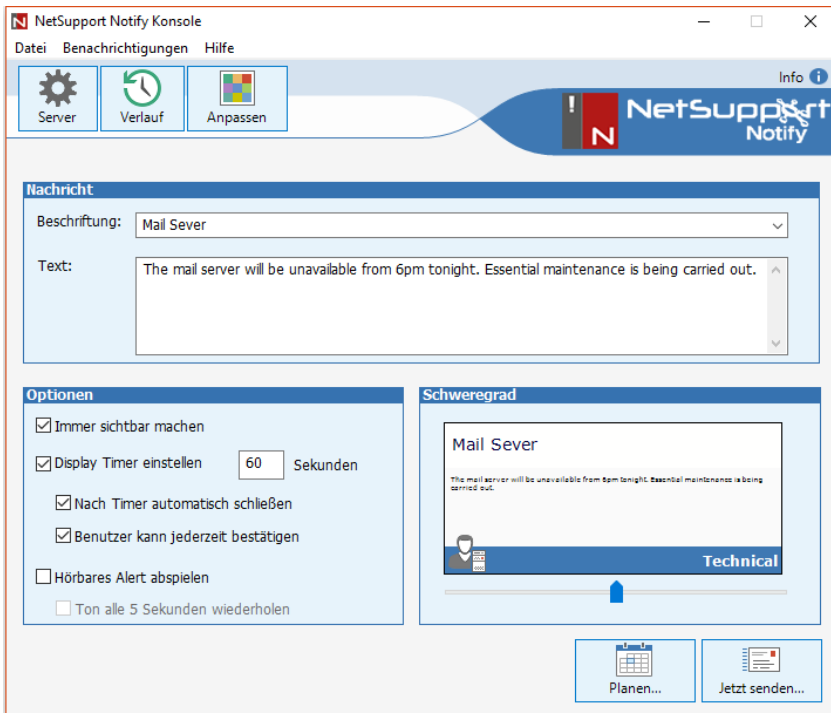 NetSupport Notify Konsole
Datei Benachrichtigungen Hilfe
Server Verlauf Anpassen
Info
NetSupport
Notify
Nachricht
Beschriftung: Mail Sever
Text: The mail server will be unavailable from 6pm tonight. Essential maintenance is being carried out.
Optionen
Immer sichtbar machen
Display Timer einstellen 60 Sekunden
Nach Timer automatisch schließen
Benutzer kann jederzeit bestätigen
Hörbares Alert abspielen
Ton alle 5 Sekunden wiederholen
Schweregrad
Mail Sever
The mail server will be unavailable from 6pm tonight. Essential maintenance is being
carried out.
Technical
Planen... Jetzt senden...